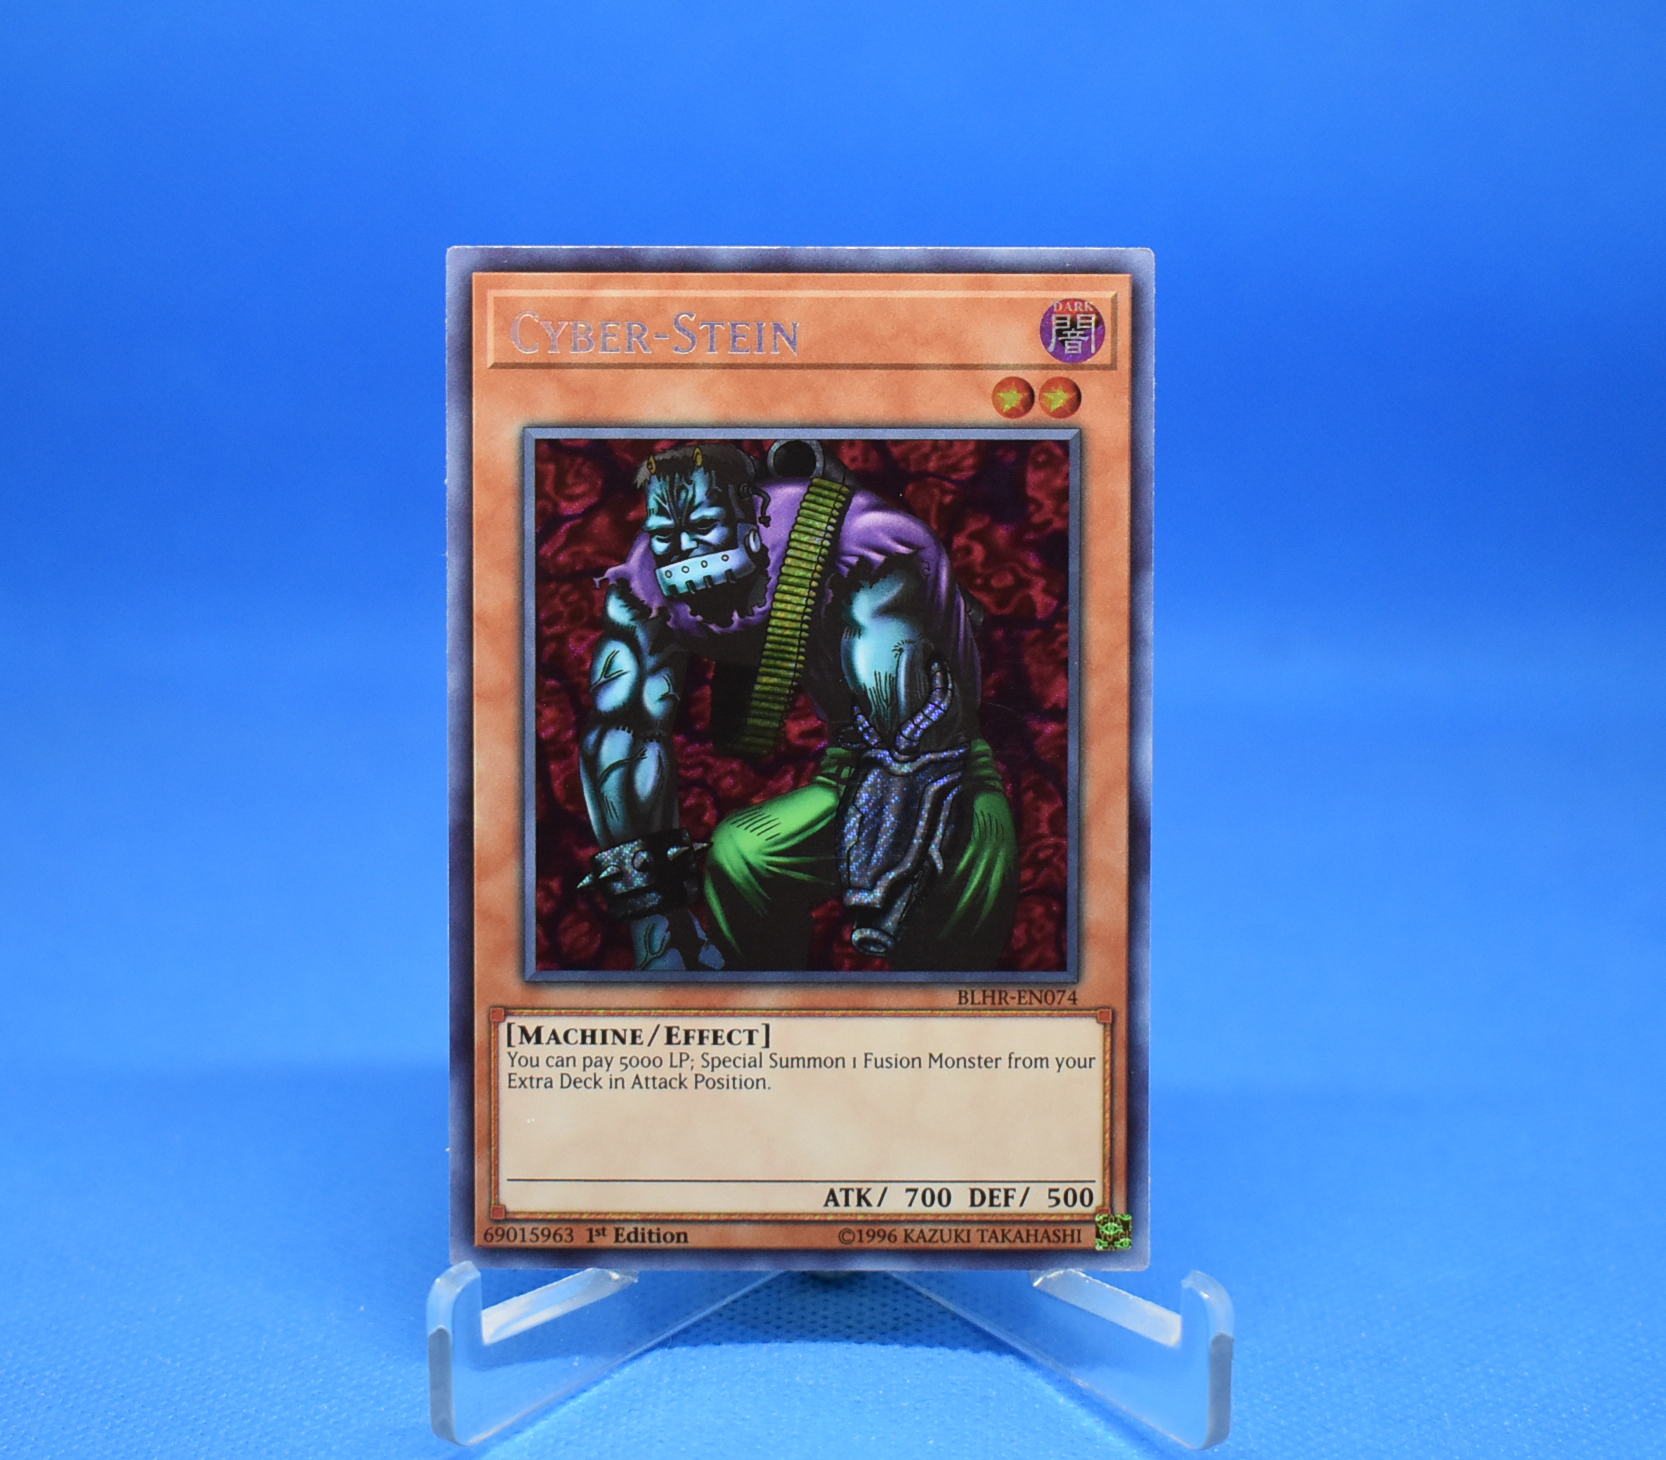 Cyber-Stein
DARK
闇
BLHR-EN074
[Machine/Effect]
You can pay 5000 LP; Special Summon 1 Fusion Monster from your
Extra Deck in Attack Position.
ATK/ 700 DEF/ 500
69015963 1st Edition
©1996 KAZUKI TAKAHASHI